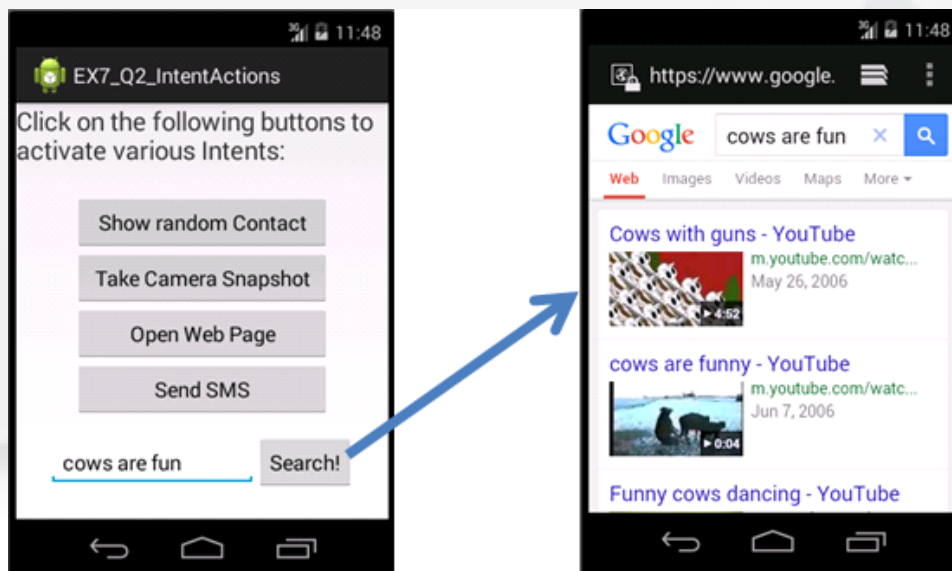 3G 11:48
EX7_Q2_IntentActions
Click on the following buttons to
activate various Intents:
Show random Contact
Take Camera Snapshot
Open Web Page
Send SMS
cows are fun Search!
3G 11:48
https://www.google.
Google cows are fun
Web Images Videos Maps More
Cows with guns - YouTube
m.youtube.com/watc...
May 26, 2006
4:52
cows are funny - YouTube
m.youtube.com/watc...
Jun 7, 2006
0:04
Funny cows dancing - YouTube